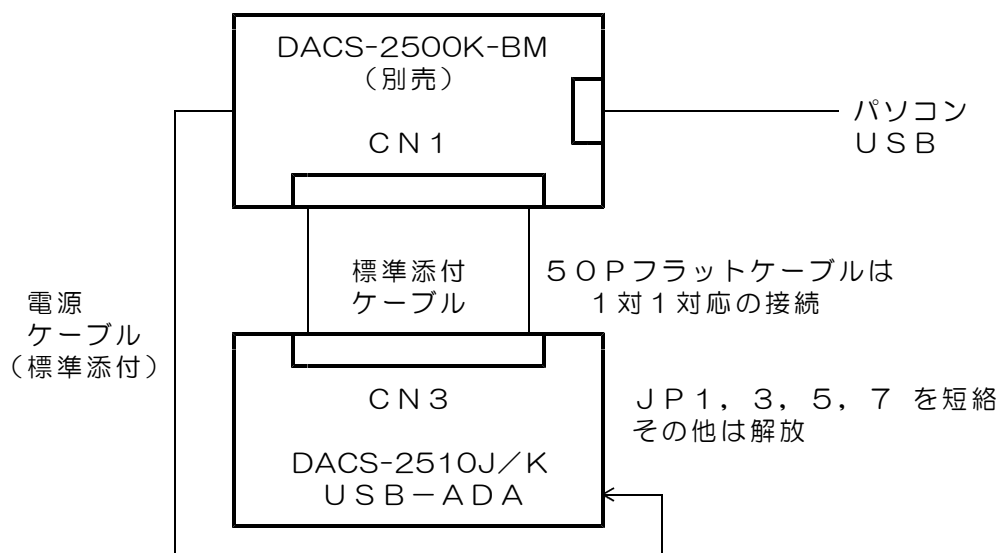 DACS-2500K-BM
（別売）
CN1
パソコン
USB
標準添付
ケーブル
50Pフラットケーブルは
1対1対応の接続
電源
ケーブル
（標準添付）
CN3
JP1，3，5，7 を短絡
その他は解放
DACS-2510J／K
USB－ADA